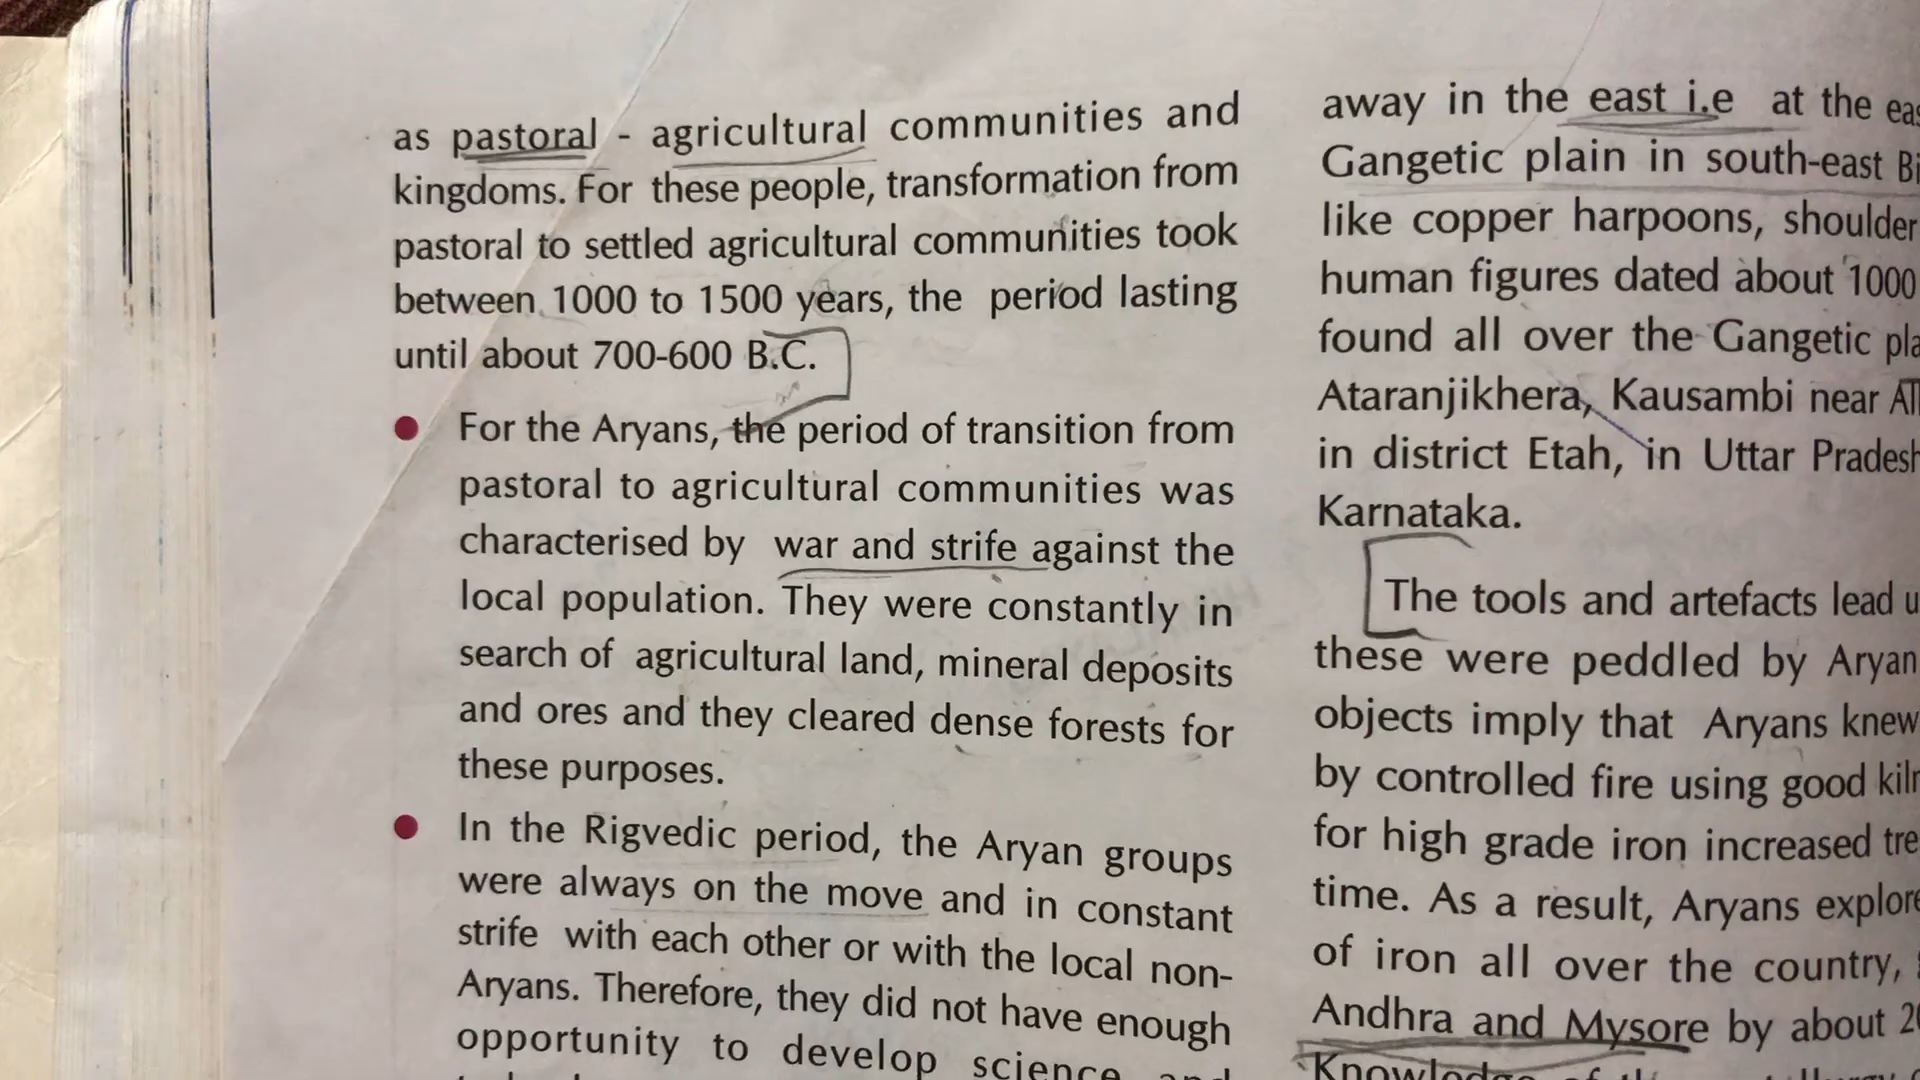 as pastoral - agricultural communities and
kingdoms. For these people, transformation from
pastoral to settled agricultural communities took
between 1000 to 1500 years, the period lasting
until about 700-600 B.C.
● For the Aryans, the period of transition from
pastoral to agricultural communities was
characterised by war and strife against the
local population. They were constantly in
search of agricultural land, mineral deposits
and ores and they cleared dense forests for
these purposes.
● In the Rigvedic period, the Aryan groups
were always on the move and in constant
strife with each other or with the local non-
Aryans. Therefore, they did not have enough
opportunity to develop science and
away in the east i.e at the
Gangetic plain in south-east
like copper harpoons, shoulder
human figures dated about 1000
found all over the Gangetic
Ataranjikhera, Kausambi near
in district Etah, in Uttar
Karnataka.
The tools and artefacts lead
these were peddled by Aryan
objects imply that Aryans knew
by controlled fire using good
for high grade iron increased
time. As a result, Aryans
of iron all over the country,
Andhra and Mysore by about
Knowledge of